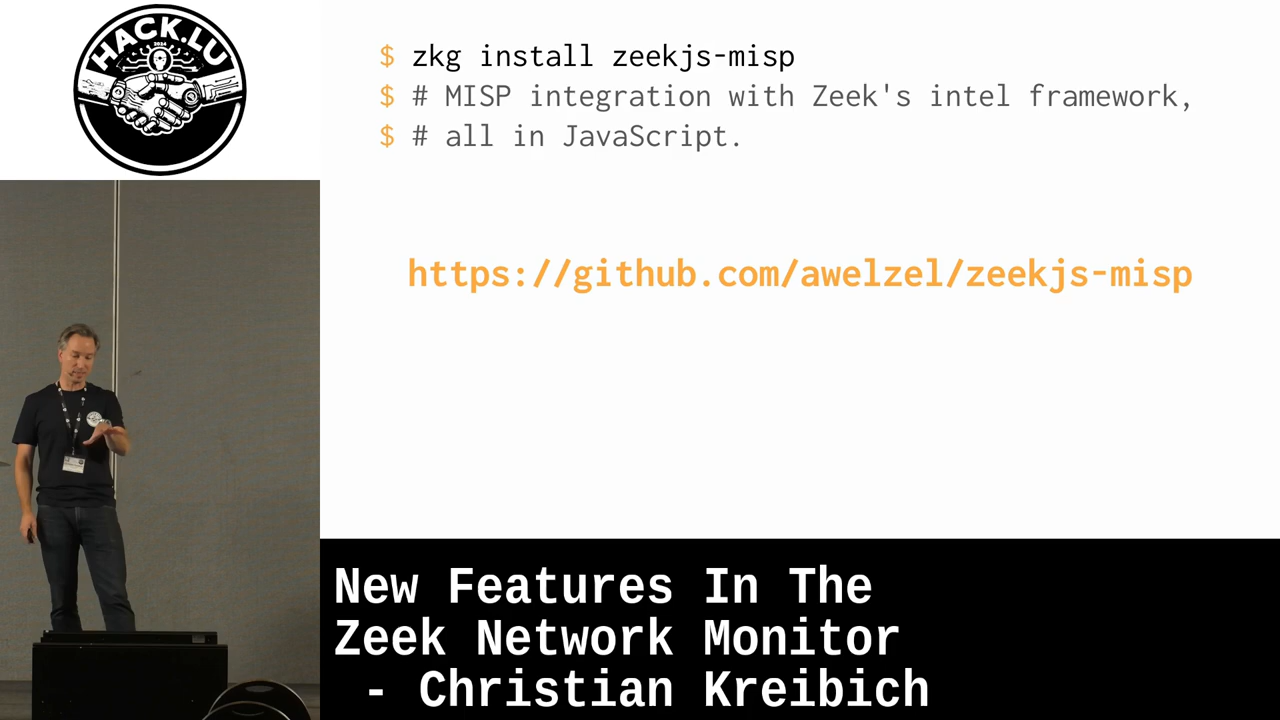 HACK.LU
2024
$ zkg install zeekjs-misp
$ # MISP integration with Zeek's intel framework,
$ # all in JavaScript.
https://github.com/awelzel/zeekjs-misp
New Features In The
Zeek Network Monitor
- Christian Kreibich